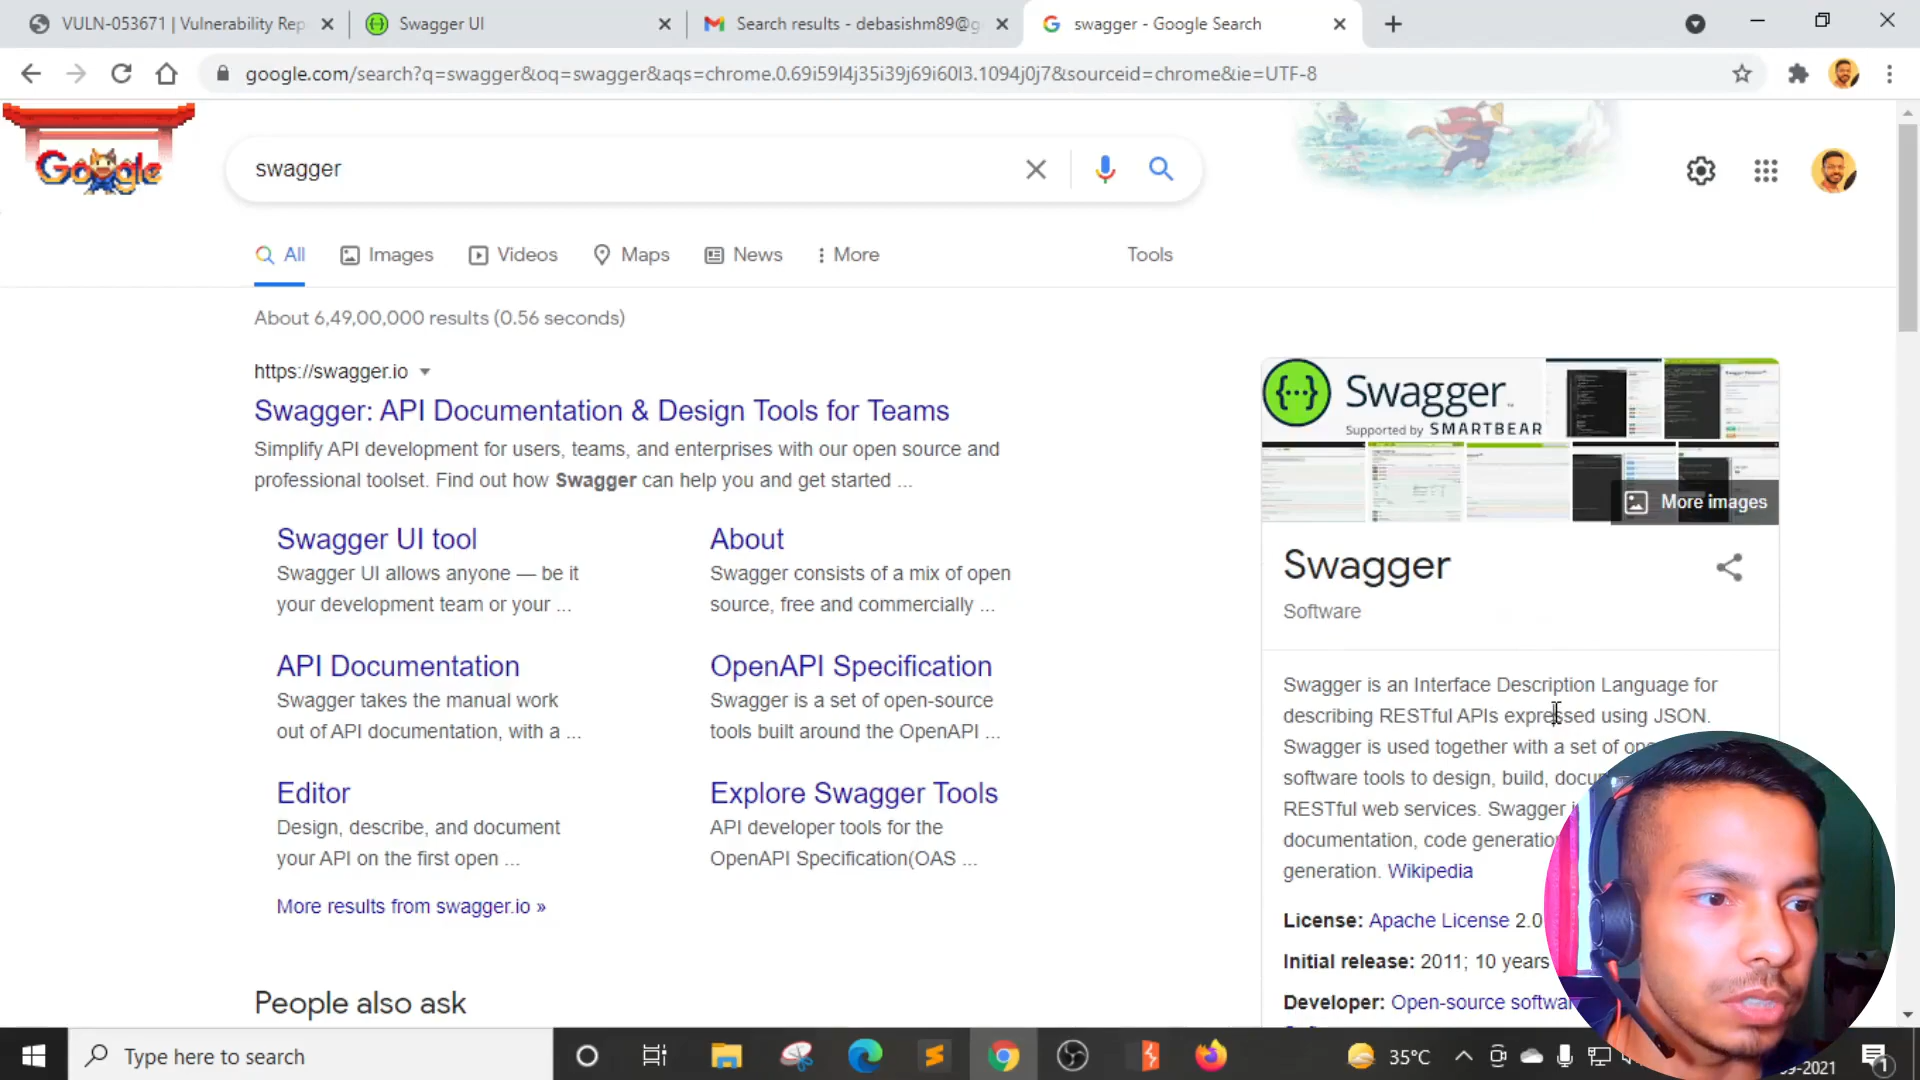 VULN-053671 | Vulnerability Rep
Swagger UI
Search results - debasishm89@g
swagger - Google Search
google.com/search?q=swagger&oq=swagger&aqs=chrome.0.69i59l4j35i39j69i60l3.1094j0j7&sourceid=chrome&ie=UTF-8
Google
swagger
All
Images
Videos
Maps
News
More
Tools
About 6,49,00,000 results (0.56 seconds)
https://swagger.io
Swagger: API Documentation & Design Tools for Teams
Simplify API development for users, teams, and enterprises with our open source and
professional toolset. Find out how Swagger can help you and get started ...
Swagger UI tool
Swagger UI allows anyone — be it
your development team or your ...
About
Swagger consists of a mix of open
source, free and commercially ...
API Documentation
Swagger takes the manual work
out of API documentation, with a ...
OpenAPI Specification
Swagger is a set of open-source
tools built around the OpenAPI ...
Editor
Design, describe, and document
your API on the first open ...
Explore Swagger Tools
API developer tools for the
OpenAPI Specification(OAS ...
More results from swagger.io »
People also ask
Swagger
Supported by SMARTBEAR
More images
Swagger
Software
Swagger is an Interface Description Language for
describing RESTful APIs expressed using JSON.
Swagger is used together with a set of
software tools to design, build,
RESTful web services. Swagger
documentation, code
generation. Wikipedia
License: Apache License 2.0
Initial release: 2011; 10 years
Developer: Open-source
Type here to search
35°C
-2021
1